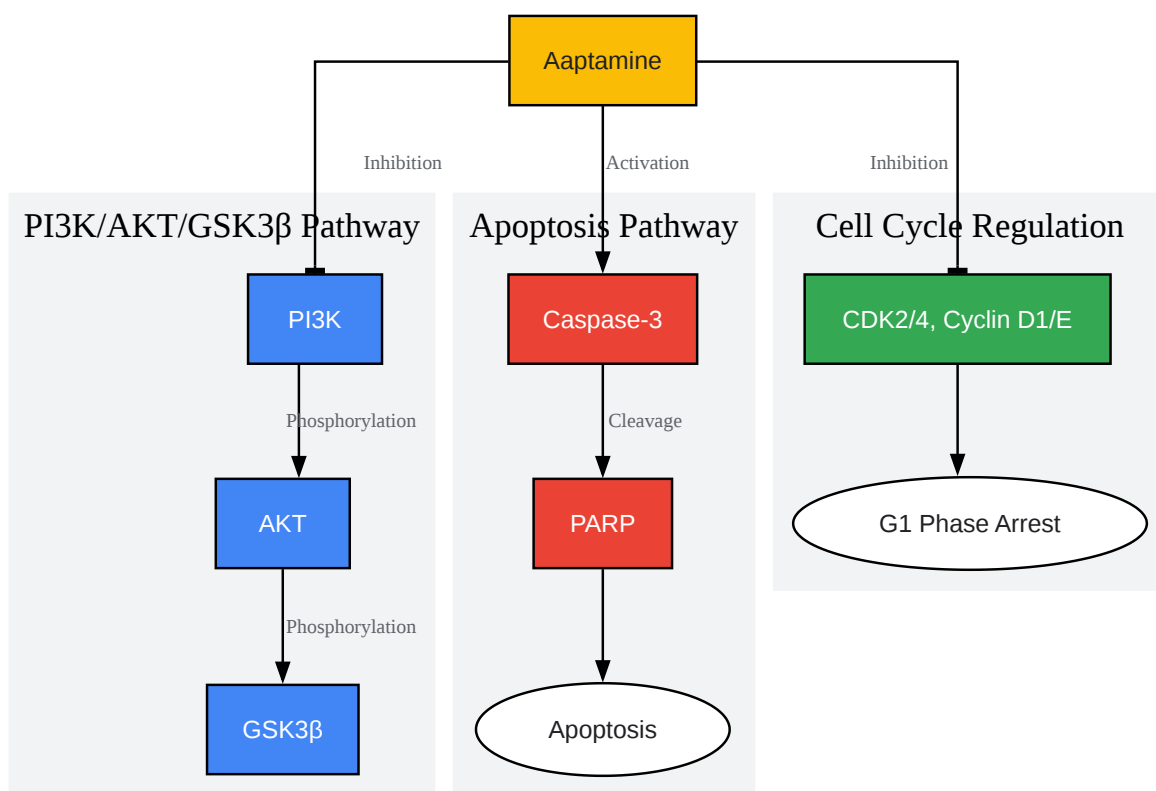 Aaptamine
Inhibition
Activation
Inhibition
PI3K/AKT/GSK3β Pathway
Apoptosis Pathway
Cell Cycle Regulation
PI3K
Caspase-3
CDK2/4, Cyclin D1/E
Phosphorylation
Cleavage
AKT
PARP
G1 Phase Arrest
Phosphorylation
GSK3β
Apoptosis